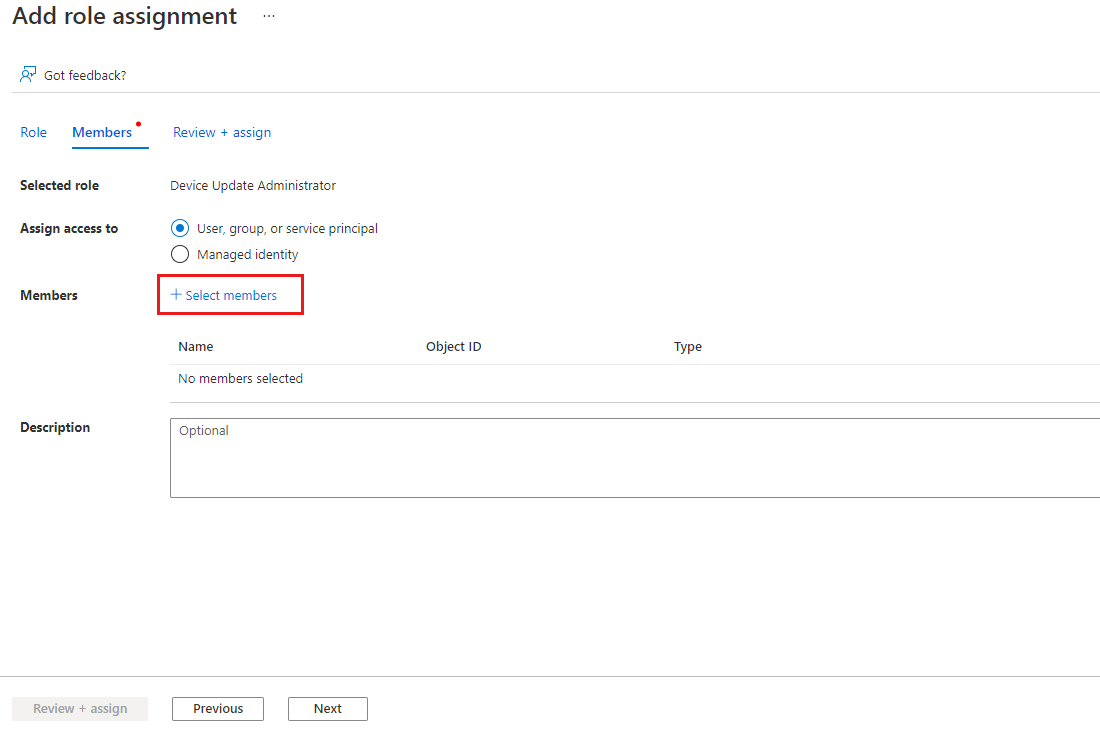 Add role assignment ...
Got feedback?
Role Members Review + assign
Selected role Device Update Administrator
Assign access to User, group, or service principal
Managed identity
Members + Select members
Name Object ID Type
No members selected
Description Optional
Review + assign Previous Next